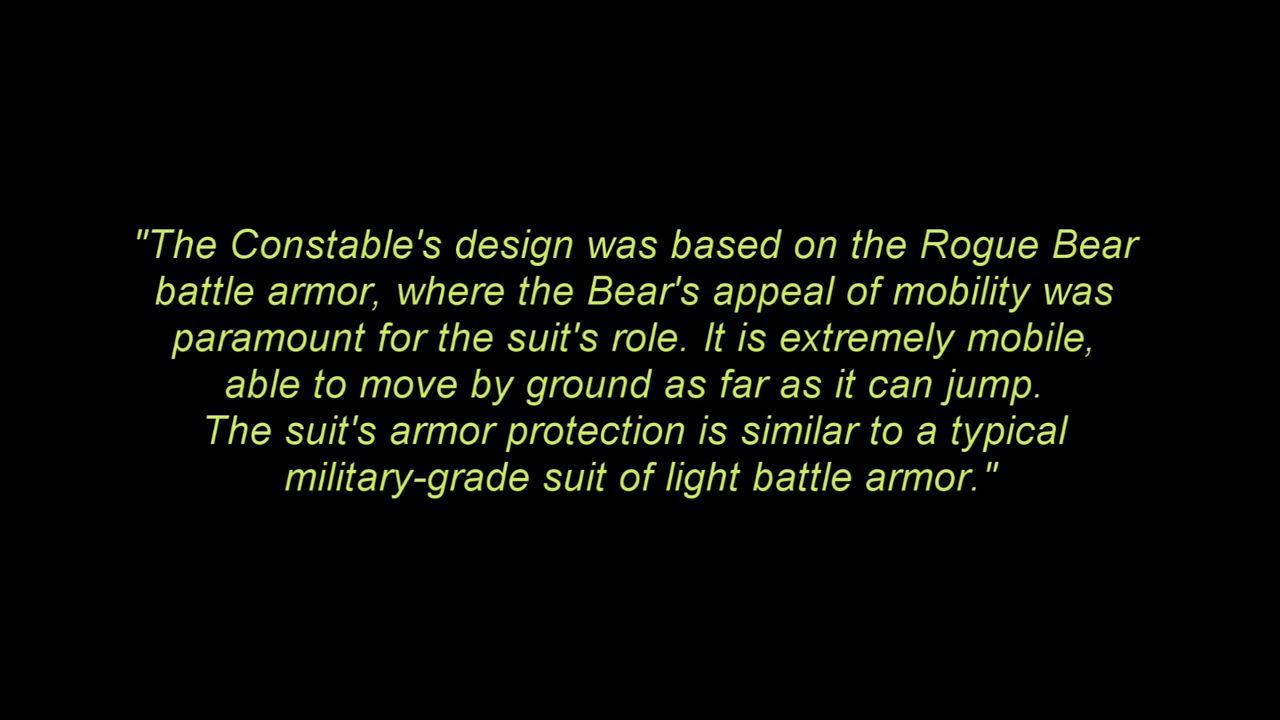 "The Constable's design was based on the Rogue Bear
battle armor, where the Bear's appeal of mobility was
paramount for the suit's role. It is extremely mobile,
able to move by ground as far as it can jump.
The suit's armor protection is similar to a typical
military-grade suit of light battle armor."